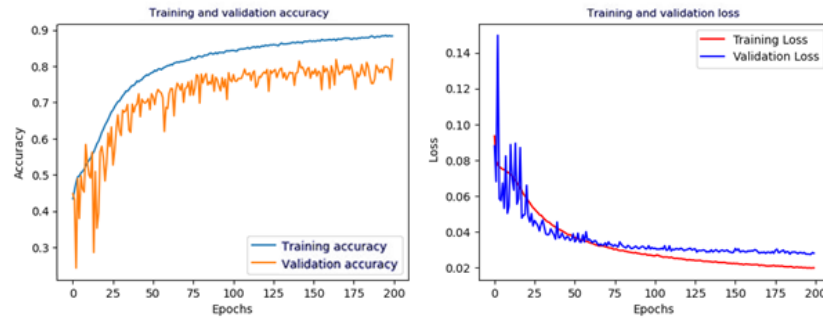 Training and validation accuracy
0.9
0.8
0.7
0.6
0.5
0.4
0.3
Accuracy
Training accuracy
Validation accuracy
0 25 50 75 100 125 150 175 200
Epochs
Training and validation loss
0.14
0.12
0.10
0.08
0.06
0.04
0.02
Loss
Training Loss
Validation Loss
0 25 50 75 100 125 150 175 200
Epochs